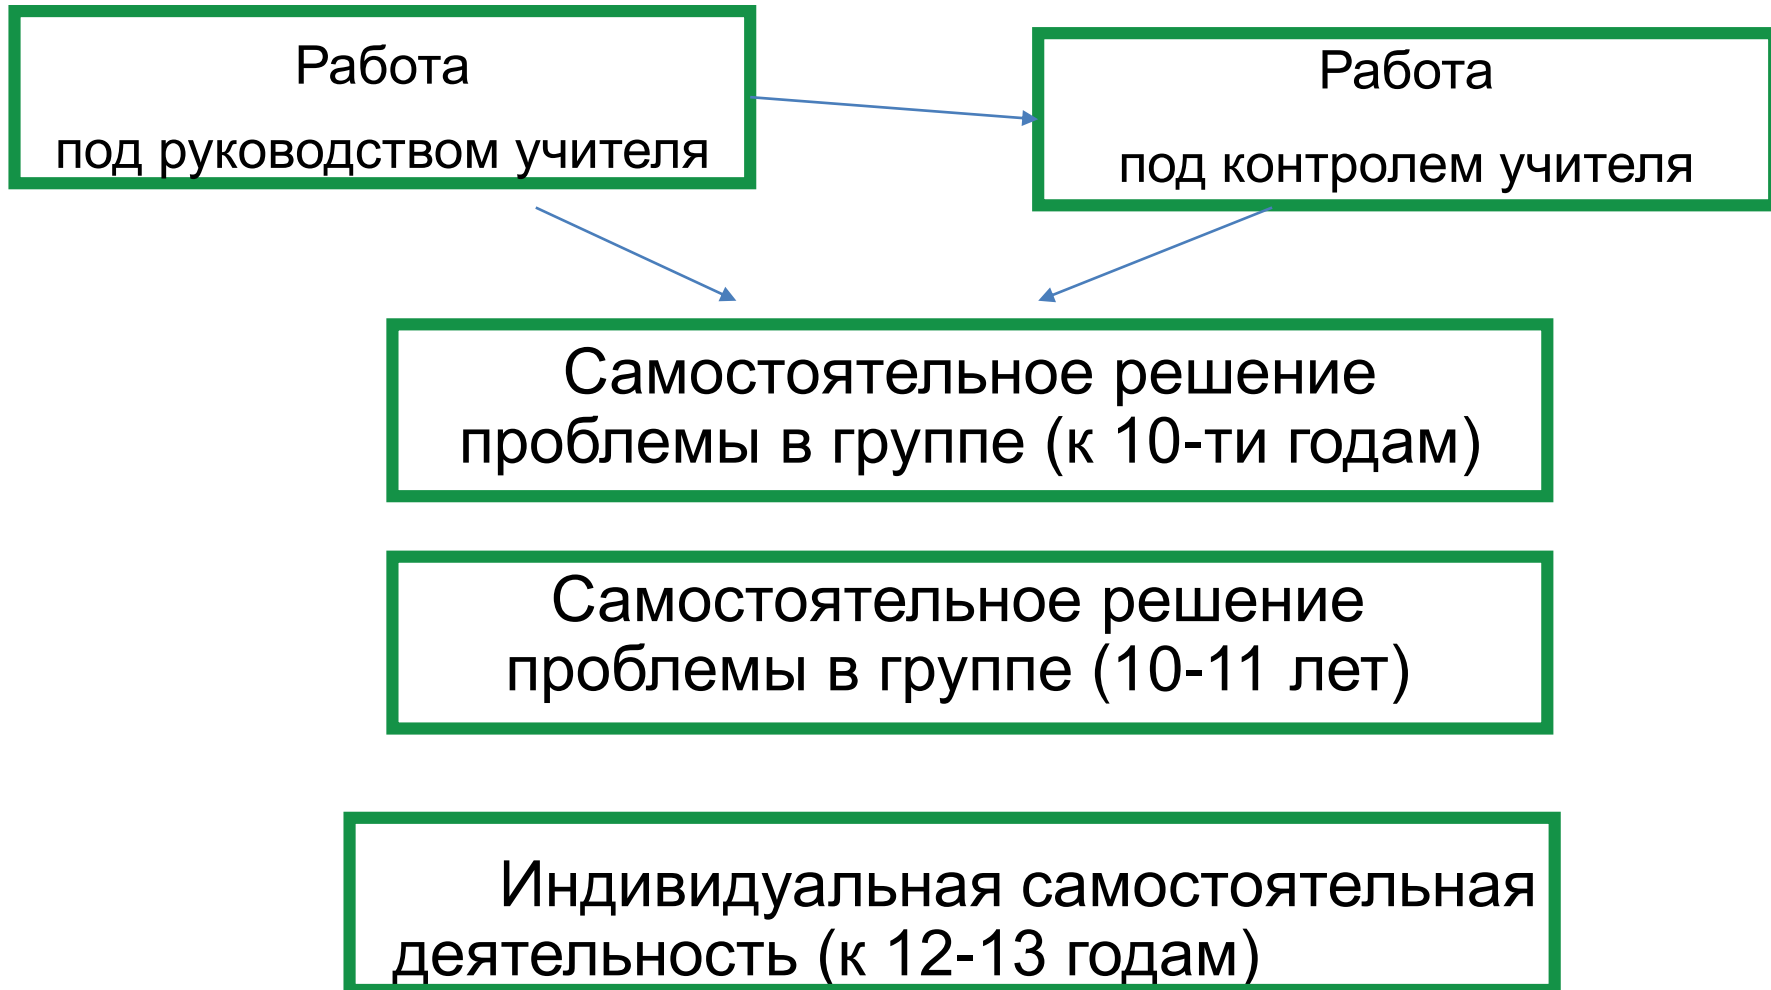 Работа
под руководством учителя
Работа
под контролем учителя
Самостоятельное решение
проблемы в группе (к 10-ти годам)
Самостоятельное решение
проблемы в группе (10-11 лет)
Индивидуальная самостоятельная
деятельность (к 12-13 годам)